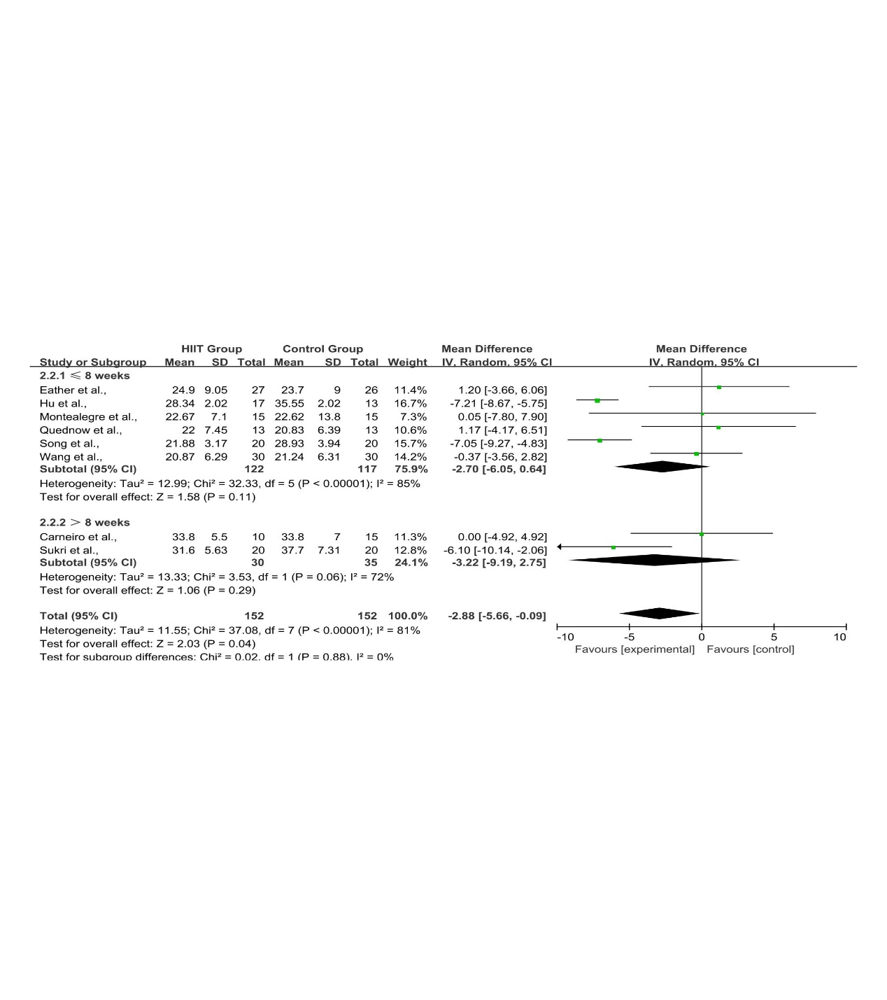 HIIT Group Control Group Mean Difference Mean Difference
Study or Subgroup Mean SD Total Mean SD Total Weight IV, Random, 95% CI IV, Random, 95% CI
2.2.1 ≤ 8 weeks
Eather et al., 24.9 9.05 27 23.7 9 26 11.4% 1.20 [-3.66, 6.06]
Hu et al., 28.34 2.02 17 35.55 2.02 13 16.7% -7.21 [-8.67, -5.75]
Montealegre et al., 22.67 7.1 15 22.62 13.8 15 7.3% 0.05 [-7.80, 7.90]
Quednow et al., 22 7.45 13 20.83 6.39 13 10.6% 1.17 [-4.17, 6.51]
Song et al., 21.88 3.17 20 28.93 3.94 20 15.7% -7.05 [-9.27, -4.83]
Wang et al., 20.87 6.29 30 21.24 6.31 30 14.2% -0.37 [-3.56, 2.82]
Subtotal (95% CI) 122 117 75.9% -2.70 [-6.05, 0.64]
Heterogeneity: Tau² = 12.99; Chi² = 32.33, df = 5 (P < 0.00001); I² = 85%
Test for overall effect: Z = 1.58 (P = 0.11)
2.2.2 > 8 weeks
Carneiro et al., 33.8 5.5 10 33.8 7 15 11.3% 0.00 [-4.92, 4.92]
Sukri et al., 31.6 5.63 20 37.7 7.31 20 12.8% -6.10 [-10.14, -2.06]
Subtotal (95% CI) 30 35 24.1% -3.22 [-9.19, 2.75]
Heterogeneity: Tau² = 13.33; Chi² = 3.53, df = 1 (P = 0.06); I² = 72%
Test for overall effect: Z = 1.06 (P = 0.29)
Total (95% CI) 152 152 100.0% -2.88 [-5.66, -0.09]
Heterogeneity: Tau² = 11.55; Chi² = 37.08, df = 7 (P < 0.00001); I² = 81%
Test for overall effect: Z = 2.03 (P = 0.04)
Test for subgroup differences: Chi² = 0.02, df = 1 (P = 0.88), I² = 0%
-10 -5 0 5 10
Favours [experimental] Favours [control]